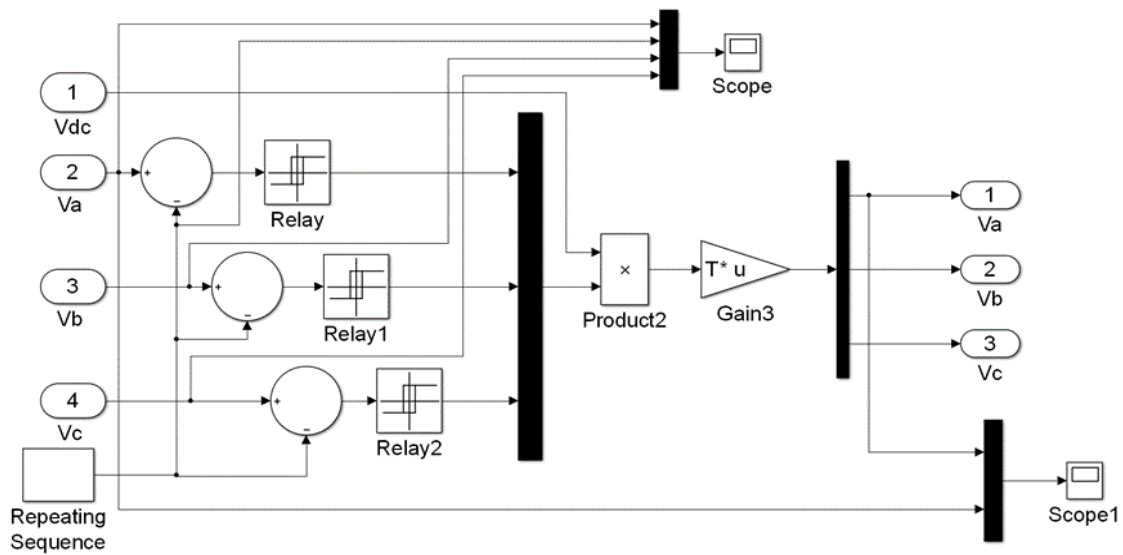 Scope
1
Vdc
2
Va
+
−
Relay
3
Vb
+
−
Relay1
4
Vc
+
−
Relay2
Repeating
Sequence
×
Product2
T* u
Gain3
1
Va
2
Vb
3
Vc
Scope1